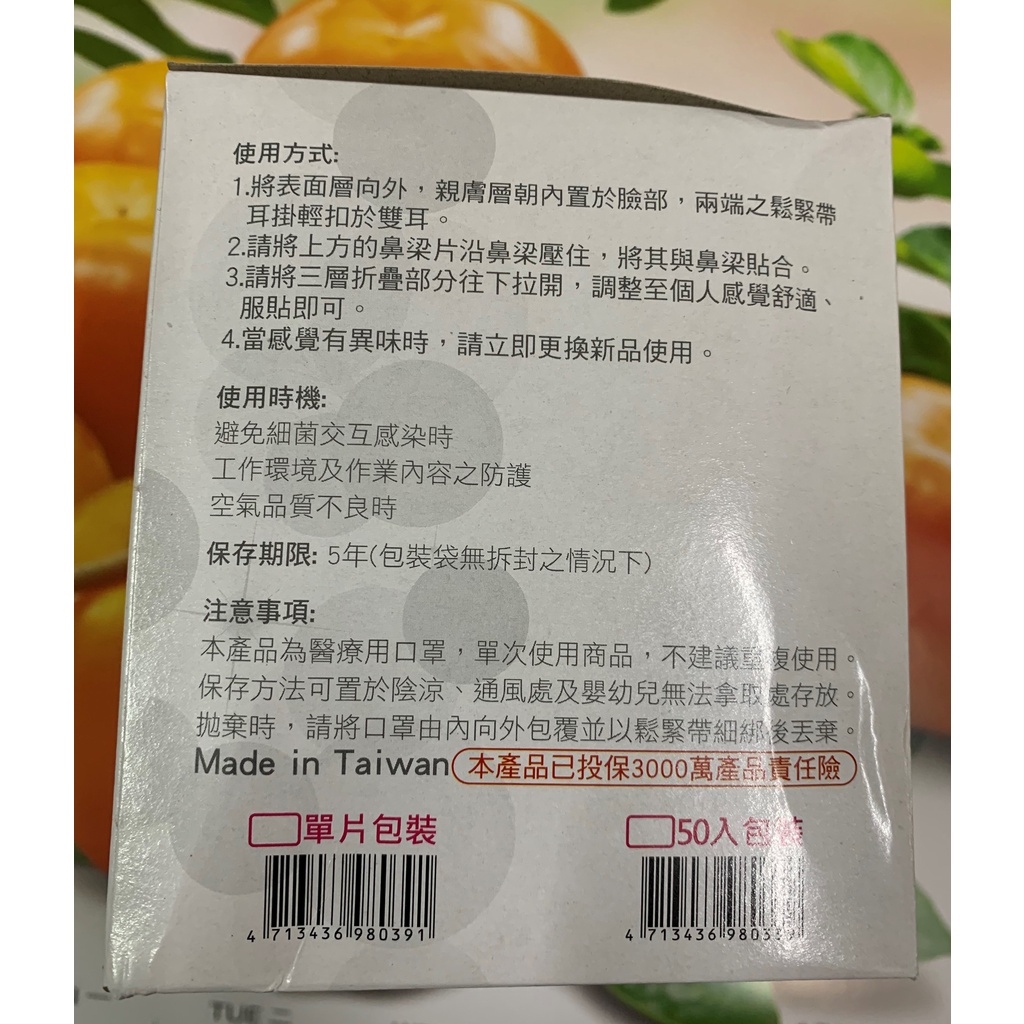 使用方式:
1.將表面層向外，親膚層朝內置於臉部，兩端之鬆緊帶
耳掛輕扣於雙耳。
2.請將上方的鼻梁片沿鼻梁壓住，將其與鼻梁貼合。
3.請將三層折疊部分往下拉開，調整至個人感覺舒適、
服貼即可。
4.當感覺有異味時，請立即更換新品使用。
使用時機:
避免細菌交互感染時
工作環境及作業內容之防護
空氣品質不良時
保存期限: 5年(包裝袋無拆封之情況下)
注意事項:
本產品為醫療用口罩，單次使用商品，不建議重複使用。
保存方法可置於陰涼、通風處及嬰幼兒無法拿取處存放。
拋棄時，請將口罩由內向外包覆並以鬆緊帶細綁後丟棄。
Made in Taiwan 本產品已投保3000萬產品責任險
單片包裝 50入包裝
4 713436 980391 4 713436
TUE 二